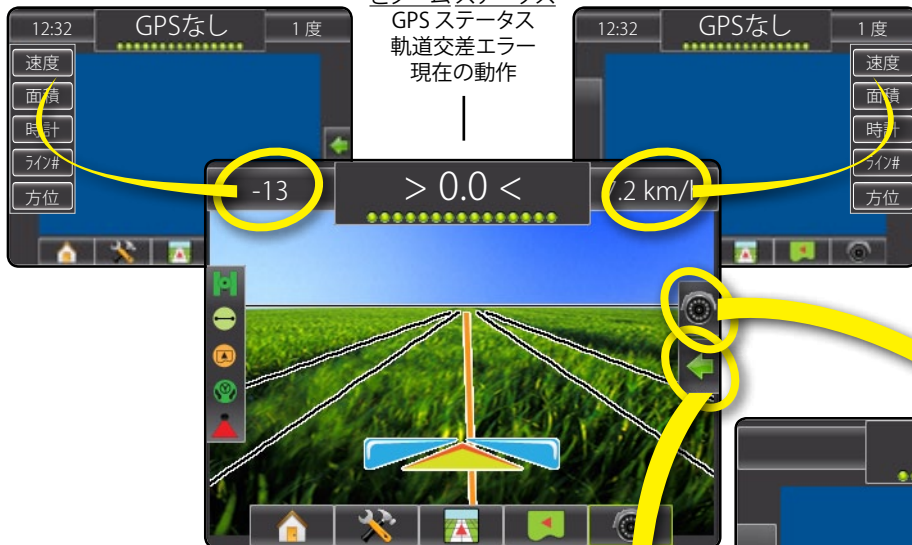 GPS ステータス
軌道交差エラー
現在の動作
12:32
GPSなし
1 度
速度
面積
時計
ライン#
方位
12:32
GPSなし
1 度
速度
面積
時計
ライン#
方位
-13
> 0.0 <
7.2 km/h